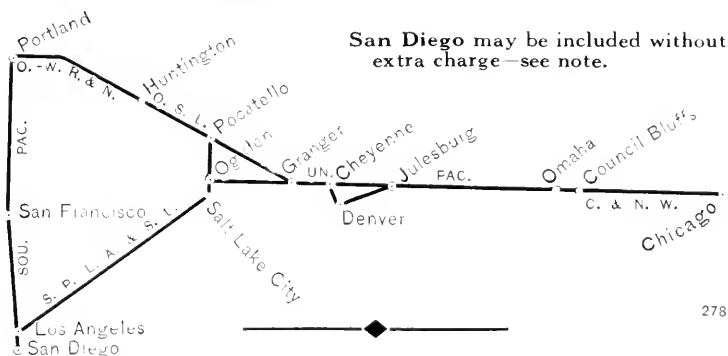 Portland
San Diego may be included without
extra charge—see note.
O.-W. R. & N.
Huntington
O. S. L.
Pocatello
PAC.
Ogden
Granger
UN.
Cheyenne
Julesburg
PAC.
Omaha
Council Bluffs
C. & N. W.
Chicago
Denver
San Francisco
Salt Lake City
SOU.
S. P. L. A. & S. L.
Los Angeles
San Diego
278